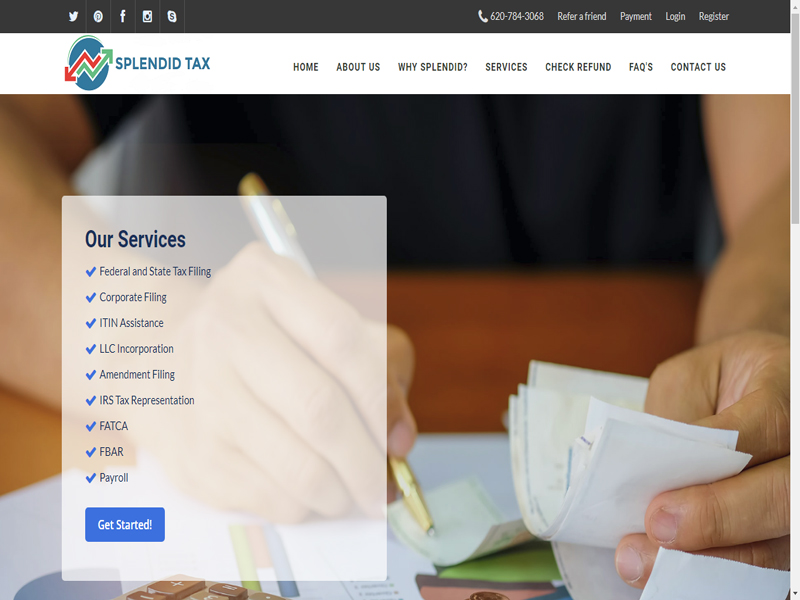 620-784-3068 Refer a friend Payment Login Register
SPLENDID TAX
HOME ABOUT US WHY SPLENDID? SERVICES CHECK REFUND FAQ'S CONTACT US
Our Services
Federal and State Tax Filing
Corporate Filing
ITIN Assistance
LLC Incorporation
Amendment Filing
IRS Tax Representation
FATCA
FBAR
Payroll
Get Started!